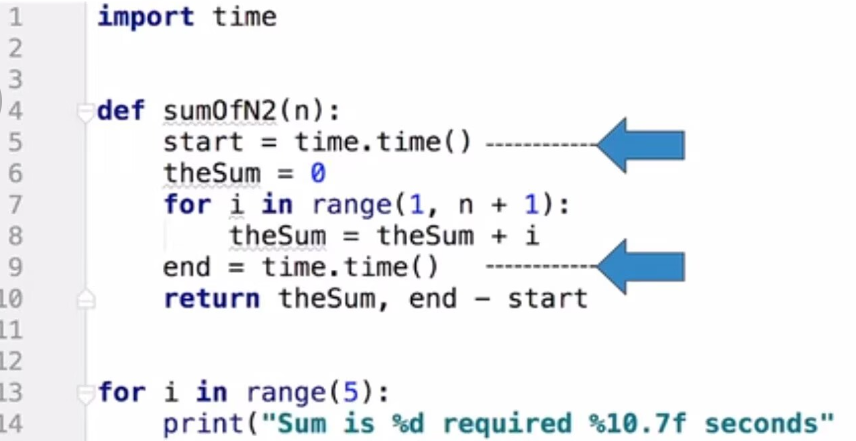 1 import time
2
3
4 def sumOfN2(n):
5 start = time.time()
6 theSum = 0
7 for i in range(1, n + 1):
8 theSum = theSum + i
9 end = time.time()
10 return theSum, end - start
11
12
13 for i in range(5):
14 print("Sum is %d required %10.7f seconds"